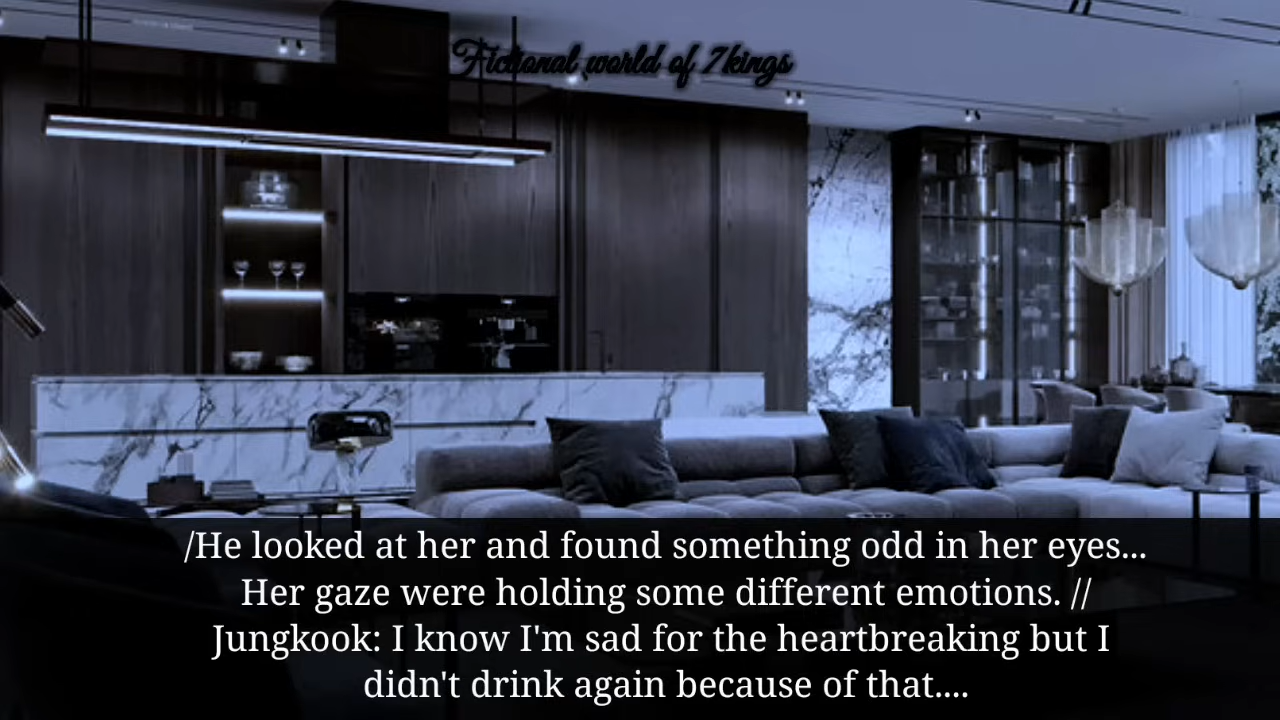 Fictional world of 7kings
/He looked at her and found something odd in her eyes...
Her gaze were holding some different emotions. //
Jungkook: I know I'm sad for the heartbreaking but I
didn't drink again because of that....